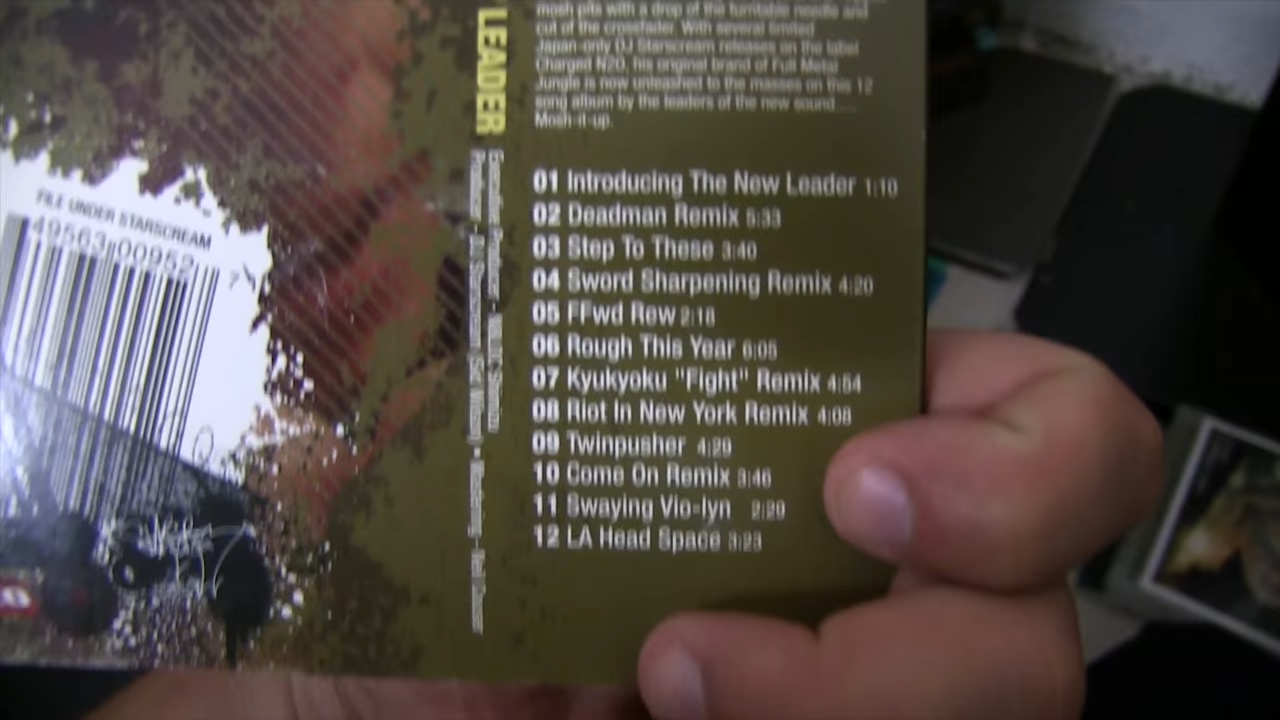 mosh pits with a drop of the turntable needle and
cut of the crossfader. With several limited
Japan-only DJ Starscream releases on the label
Charged N20, his original brand of Full Metal
Jungle is now unleashed to the masses on this 12
song album by the leaders of the new sound
Mosh-it-up.
LEADER
FILE UNDER STARSCREAM
49563 00952 7
01 Introducing The New Leader 1:10
02 Deadman Remix 5:33
03 Step To These 3:40
04 Sword Sharpening Remix 4:20
05 FFwd Rew 2:18
06 Rough This Year 6:05
07 Kyukyoku "Fight" Remix 4:54
08 Riot In New York Remix 4:08
09 Twinpusher 4:29
10 Come On Remix 3:46
11 Swaying Vio-lyn 2:29
12 LA Head Space 3:23